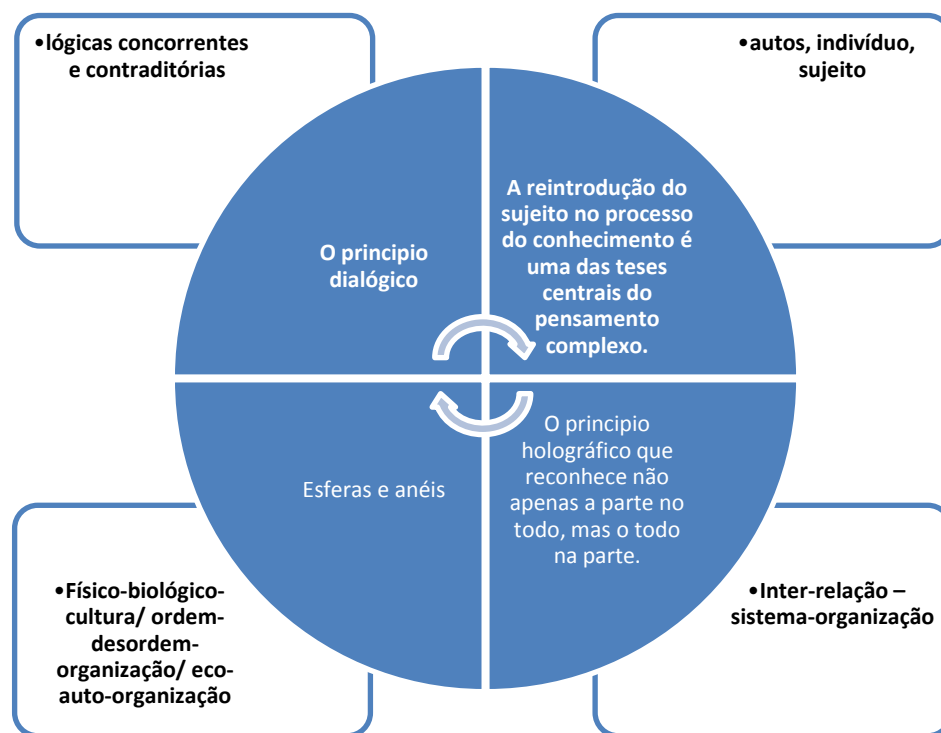 •lógicas concorrentes
e contraditórias
•autos, indivíduo,
sujeito
O principio
dialógico
A reintrodução do
sujeito no processo
do conhecimento é
uma das teses
centrais do
pensamento
complexo.
Esferas e anéis
O principio
holográfico que
reconhece não
apenas a parte no
todo, mas o todo
na parte.
•Físico-biológico-
cultura/ ordem-
desordem-
organização/ eco-
auto-organização
•Inter-relação –
sistema-organização